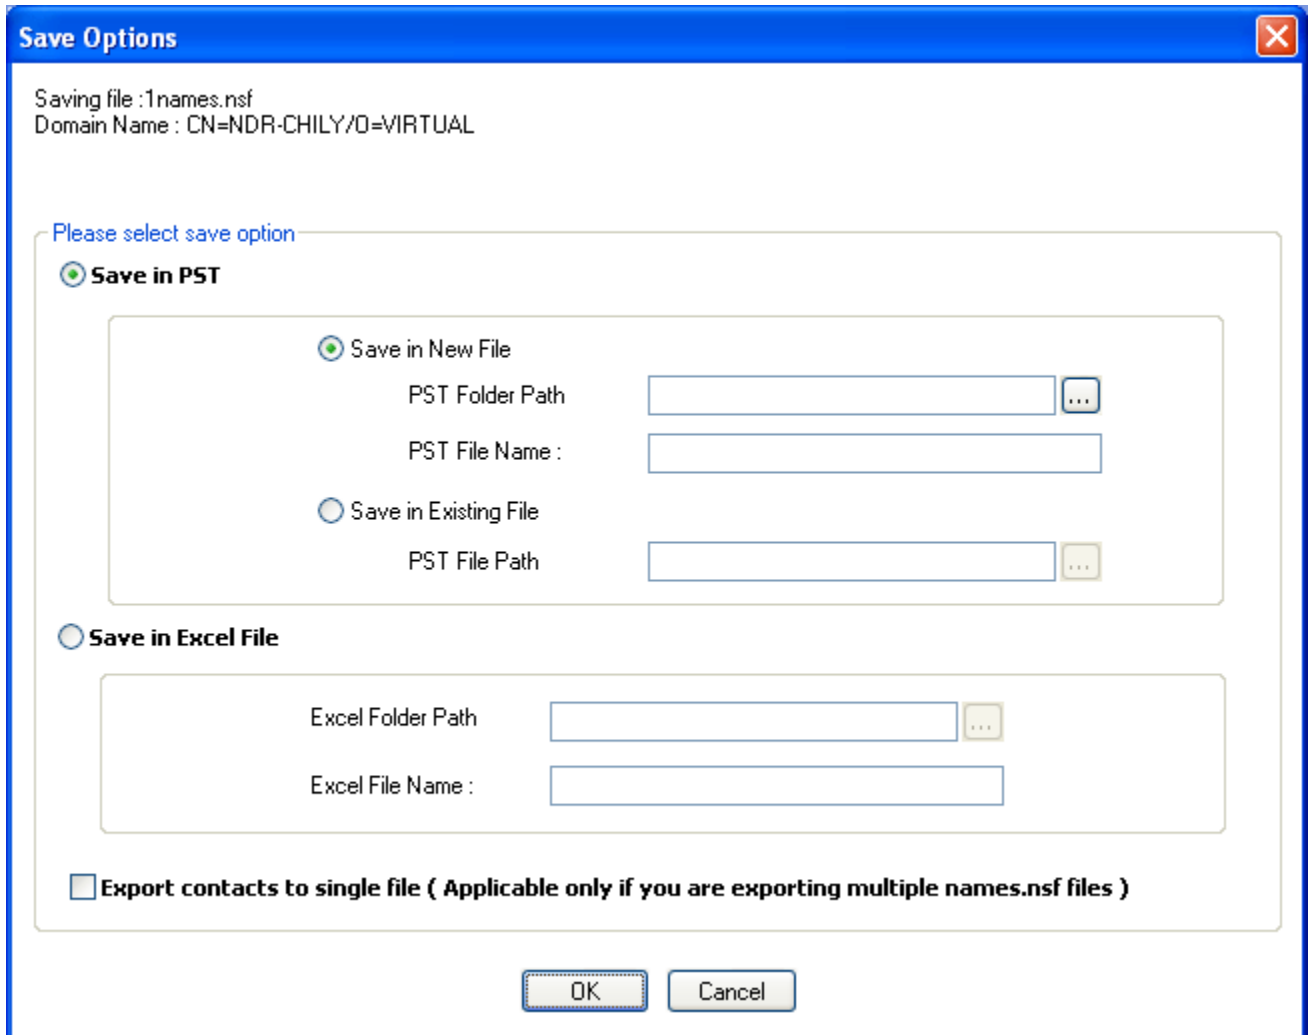 Save Options
Saving file :1names.nsf
Domain Name : CN=NDR-CHILY/O=VIRTUAL
Please select save option
Save in PST
Save in New File
PST Folder Path
...
PST File Name :
Save in Existing File
PST File Path
...
Save in Excel File
Excel Folder Path
...
Excel File Name :
Export contacts to single file ( Applicable only if you are exporting multiple names.nsf files )
OK
Cancel